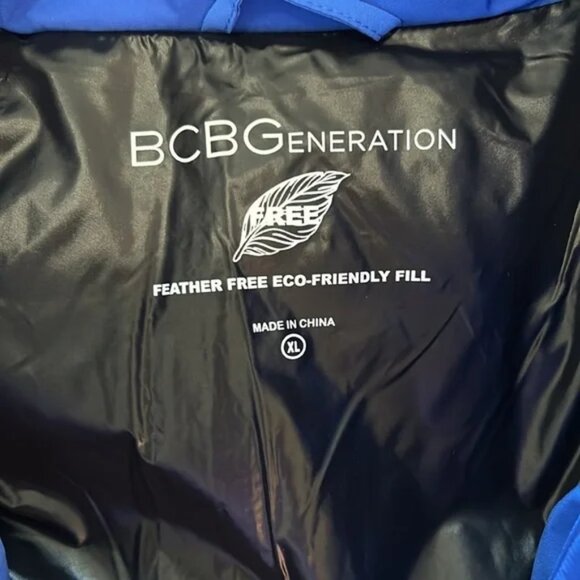 BCBGENERATION
FREE
FEATHER FREE ECO-FRIENDLY FILL
MADE IN CHINA
XL